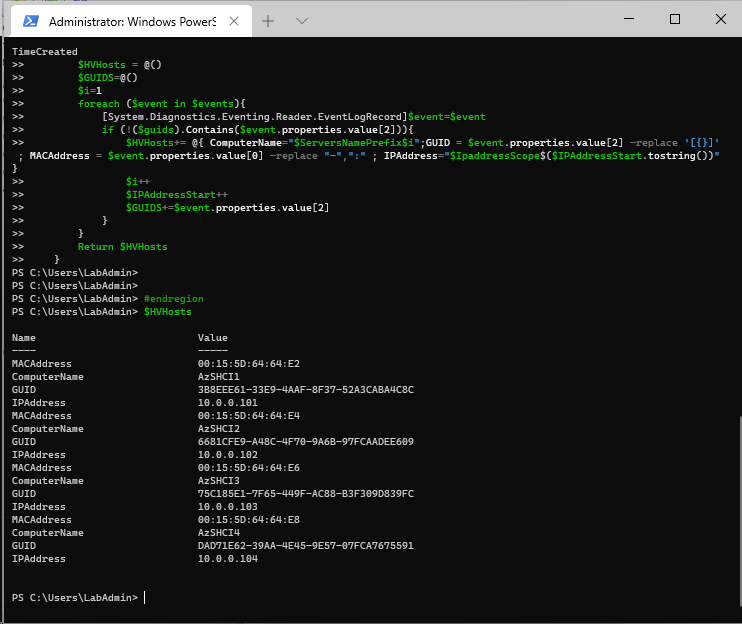 Administrator: Windows PowerS
TimeCreated
>>         $HVHosts = @()
>>         $GUIDS=@()
>>         $i=1
>>         foreach ($event in $events){
>>             [System.Diagnostics.Eventing.Reader.EventLogRecord]$event=$event
>>             if (!($guids).Contains($event.properties.value[2])){
>>                 $HVHosts+= @{ ComputerName="$ServersNamePrefix$i";GUID = $event.properties.value[2] -replace '[{}]'
 ; MACAddress = $event.properties.value[0] -replace "-",":" ; IPAddress="$IpaddressScope$($IPAddressStart.tostring())"
}
>>                 $i++
>>                 $IPAddressStart++
>>                 $GUIDS+=$event.properties.value[2]
>>             }
>>         }
>>         Return $HVHosts
>>     }
PS C:\Users\LabAdmin>
PS C:\Users\LabAdmin>
PS C:\Users\LabAdmin> #endregion
PS C:\Users\LabAdmin> $HVHosts
Name                           Value
----                           -----
MACAddress                     00:15:5D:64:64:E2
ComputerName                   AzSHCI1
GUID                           3B8EEE61-33E9-4AAF-8F37-52A3CABA4C8C
IPAddress                      10.0.0.101
MACAddress                     00:15:5D:64:64:E4
ComputerName                   AzSHCI2
GUID                           6681CFE9-A48C-4F70-9A6B-97FCAADEE609
IPAddress                      10.0.0.102
MACAddress                     00:15:5D:64:64:E6
ComputerName                   AzSHCI3
GUID                           75C185E1-7F65-449F-AC88-B3F309D839FC
IPAddress                      10.0.0.103
MACAddress                     00:15:5D:64:64:E8
ComputerName                   AzSHCI4
GUID                           DAD71E62-39AA-4E45-9E57-07FCA7675591
IPAddress                      10.0.0.104
PS C:\Users\LabAdmin>